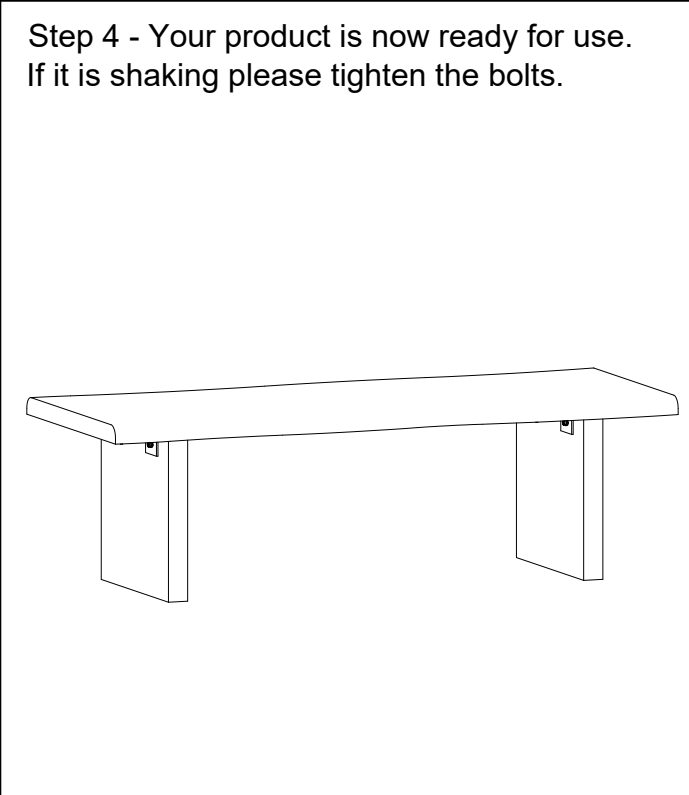 Step 4 - Your product is now ready for use.
If it is shaking please tighten the bolts.